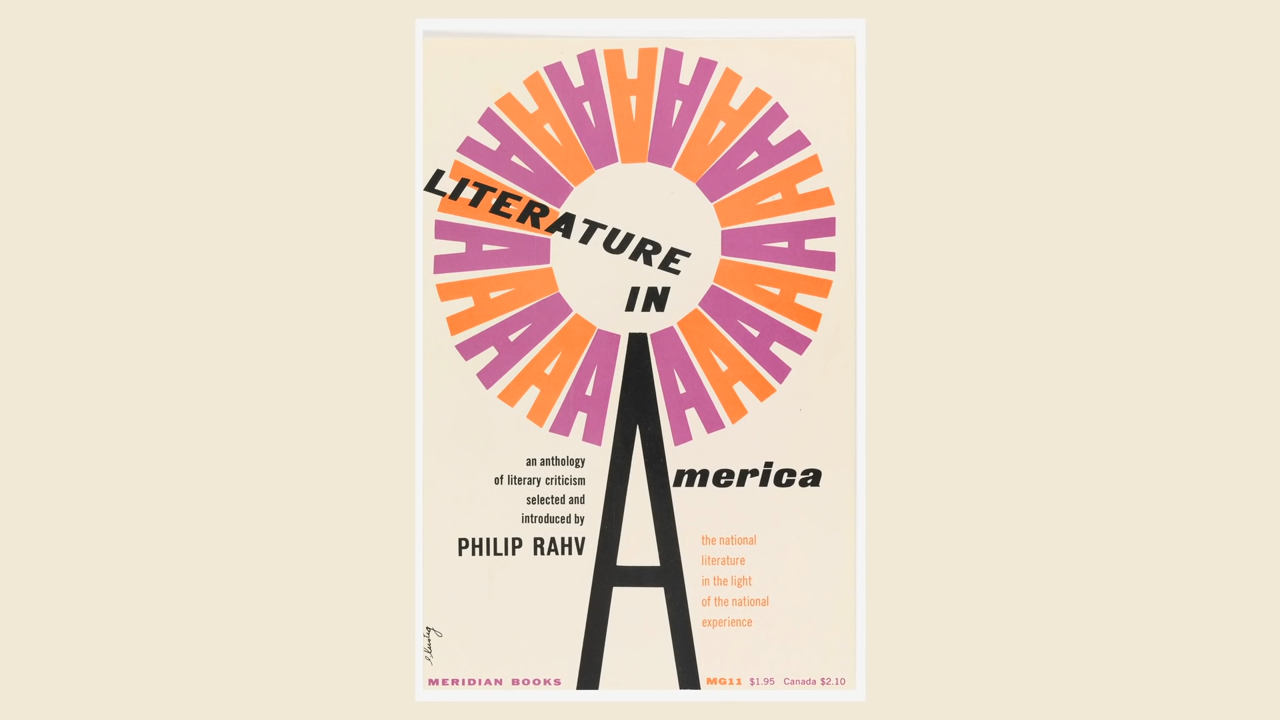 LITERATURE
IN
America
an anthology
of literary criticism
selected and
introduced by
PHILIP RAHV
the national
literature
in the light
of the national
experience
MERIDIAN BOOKS
MG11 $1.95 Canada $2.10